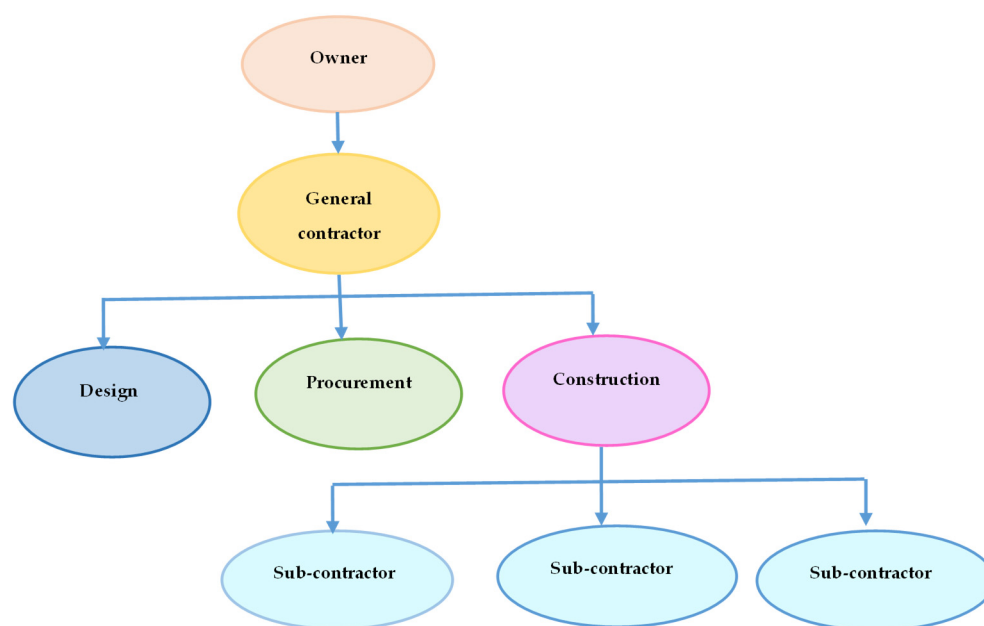 Owner
General
contractor
Design
Procurement
Construction
Sub-contractor
Sub-contractor
Sub-contractor